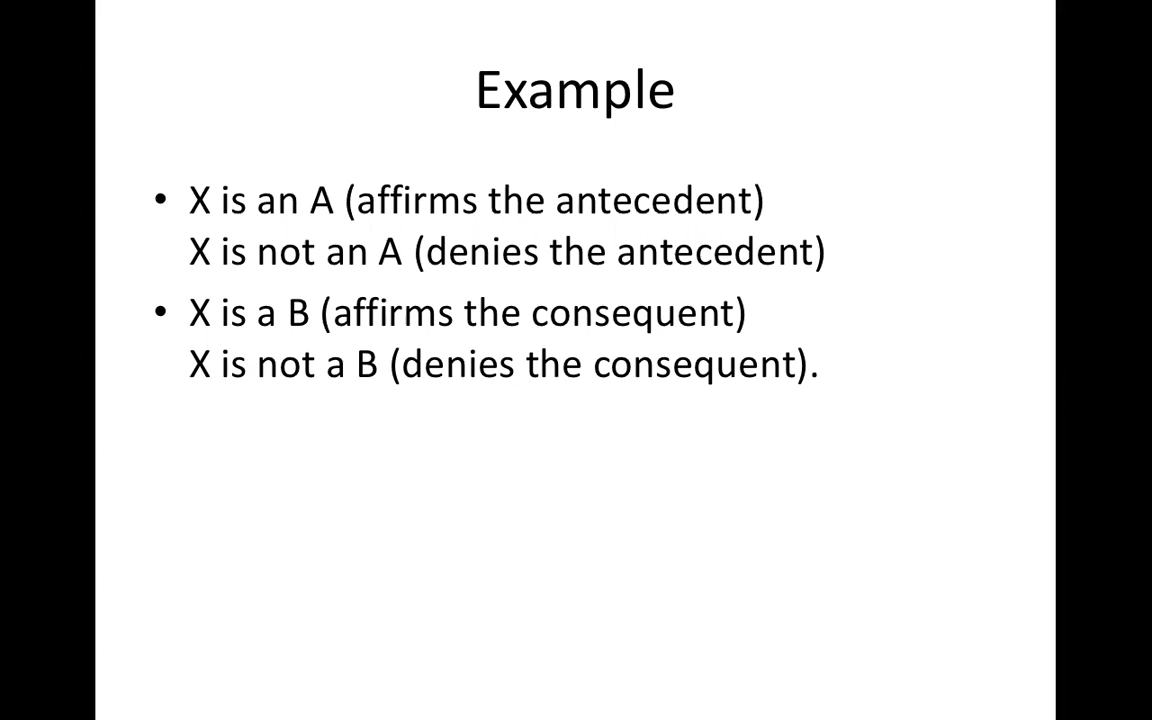 Example
• X is an A (affirms the antecedent)
X is not an A (denies the antecedent)
• X is a B (affirms the consequent)
X is not a B (denies the consequent).